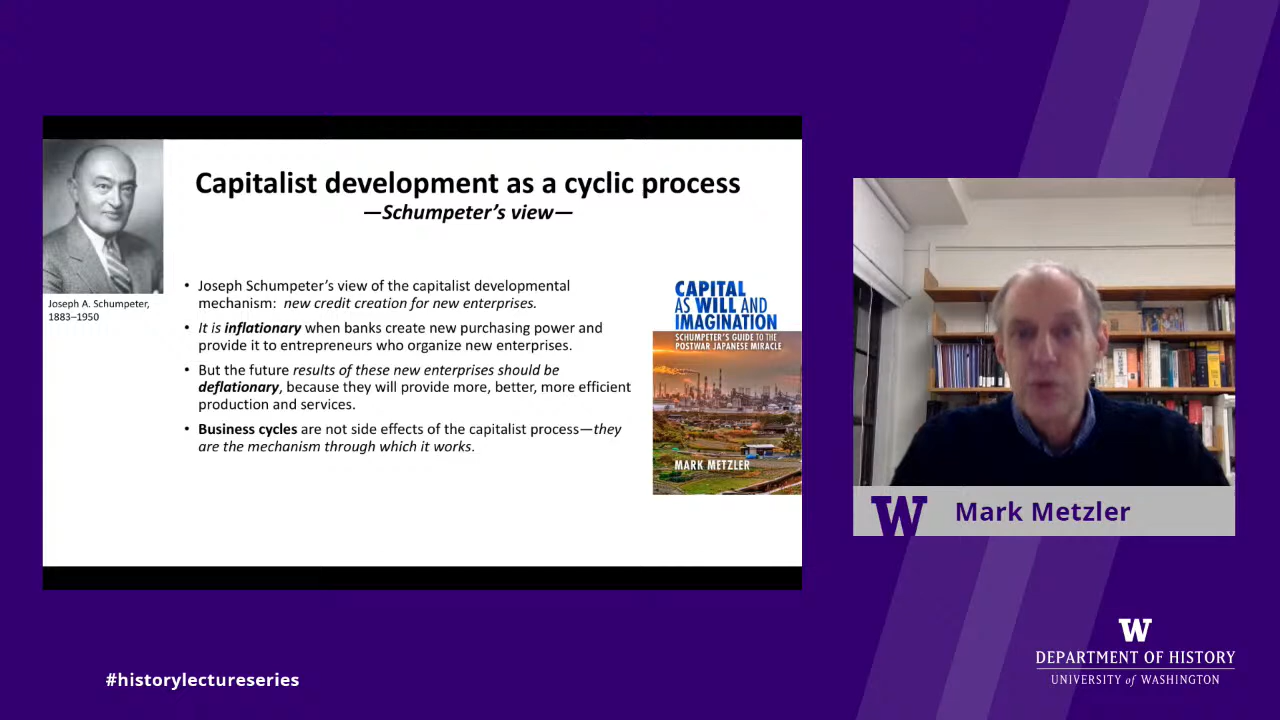 Capitalist development as a cyclic process
—Schumpeter's view—
Joseph A. Schumpeter,
1883–1950
• Joseph Schumpeter's view of the capitalist developmental
mechanism: new credit creation for new enterprises.
• It is inflationary when banks create new purchasing power and
provide it to entrepreneurs who organize new enterprises.
• But the future results of these new enterprises should be
deflationary, because they will provide more, better, more efficient
production and services.
• Business cycles are not side effects of the capitalist process—they
are the mechanism through which it works.
CAPITAL
AS WILL AND
IMAGINATION
SCHUMPETER'S GUIDE TO THE
POSTWAR JAPANESE MIRACLE
MARK METZLER
W Mark Metzler
#historylectureseries
W
DEPARTMENT OF HISTORY
UNIVERSITY of WASHINGTON